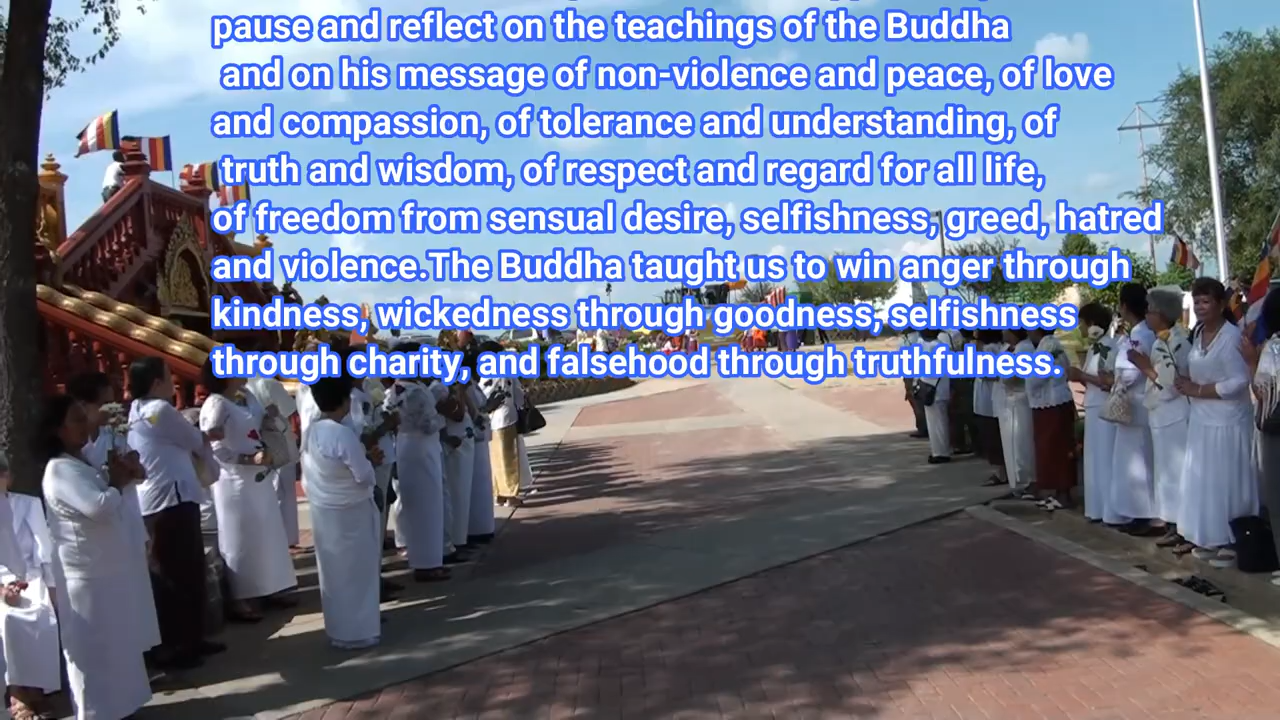 pause and reflect on the teachings of the Buddha
and on his message of non-violence and peace, of love
and compassion, of tolerance and understanding, of
truth and wisdom, of respect and regard for all life,
of freedom from sensual desire, selfishness, greed, hatred
and violence.The Buddha taught us to win anger through
kindness, wickedness through goodness, selfishness
through charity, and falsehood through truthfulness.